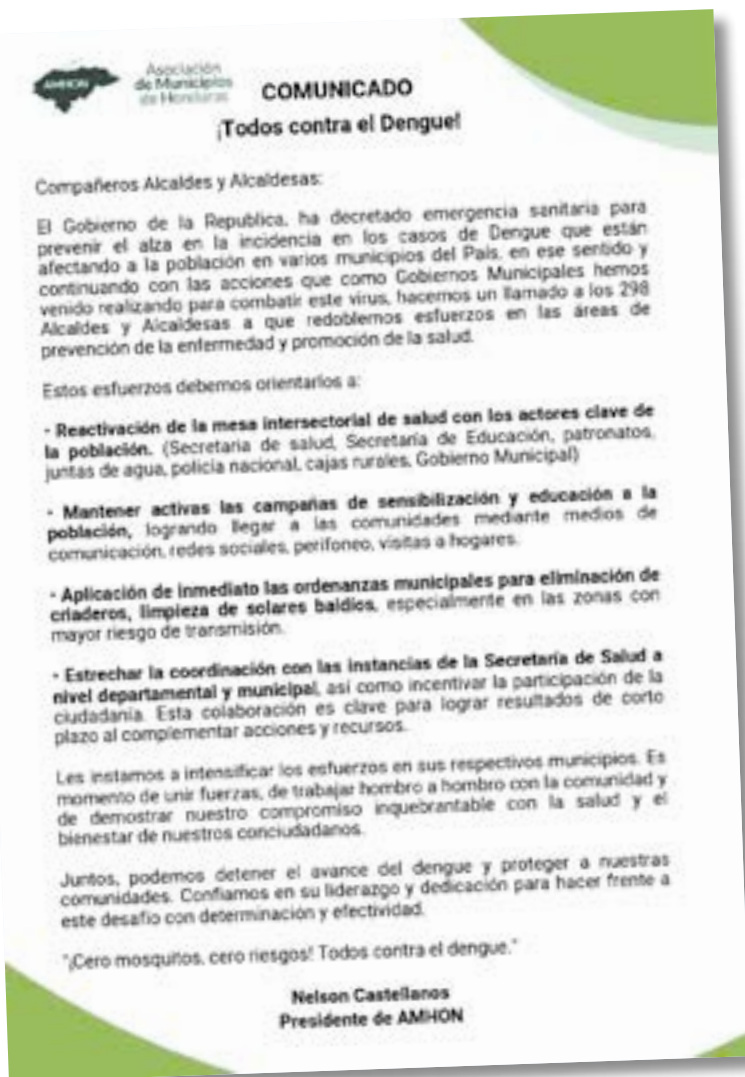 AMHON
Asociación
de Municipios
de Honduras
COMUNICADO
¡Todos contra el Dengue!
Compañeros Alcaldes y Alcaldesas:
El Gobierno de la Republica, ha decretado emergencia sanitaria para
prevenir el alza en la incidencia en los casos de Dengue que están
afectando a la población en varios municipios del País, en ese sentido y
continuando con las acciones que como Gobiernos Municipales hemos
venido realizando para combatir este virus, hacemos un llamado a los 298
Alcaldes y Alcaldesas a que redoblemos esfuerzos en las áreas de
prevención de la enfermedad y promoción de la salud.
Estos esfuerzos debemos orientarlos a:
- Reactivación de la mesa intersectorial de salud con los actores clave de
la población. (Secretaria de salud, Secretaría de Educación, patronatos,
juntas de agua, policía nacional, cajas rurales, Gobierno Municipal)
- Mantener activas las campañas de sensibilización y educación a la
población, logrando llegar a las comunidades mediante medios de
comunicación, redes sociales, perifoneo, visitas a hogares.
- Aplicación de inmediato las ordenanzas municipales para eliminación de
criaderos, limpieza de solares baldíos, especialmente en las zonas con
mayor riesgo de transmisión.
- Estrechar la coordinación con las instancias de la Secretaría de Salud a
nivel departamental y municipal, así como incentivar la participación de la
ciudadanía. Esta colaboración es clave para lograr resultados de corto
plazo al complementar acciones y recursos.
Les instamos a intensificar los esfuerzos en sus respectivos municipios. Es
momento de unir fuerzas, de trabajar hombro a hombro con la comunidad y
de demostrar nuestro compromiso inquebrantable con la salud y el
bienestar de nuestros conciudadanos.
Juntos, podemos detener el avance del dengue y proteger a nuestras
comunidades. Confiamos en su liderazgo y dedicación para hacer frente a
este desafío con determinación y efectividad.
"¡Cero mosquitos, cero riesgos! Todos contra el dengue."
Nelson Castellanos
Presidente de AMHON